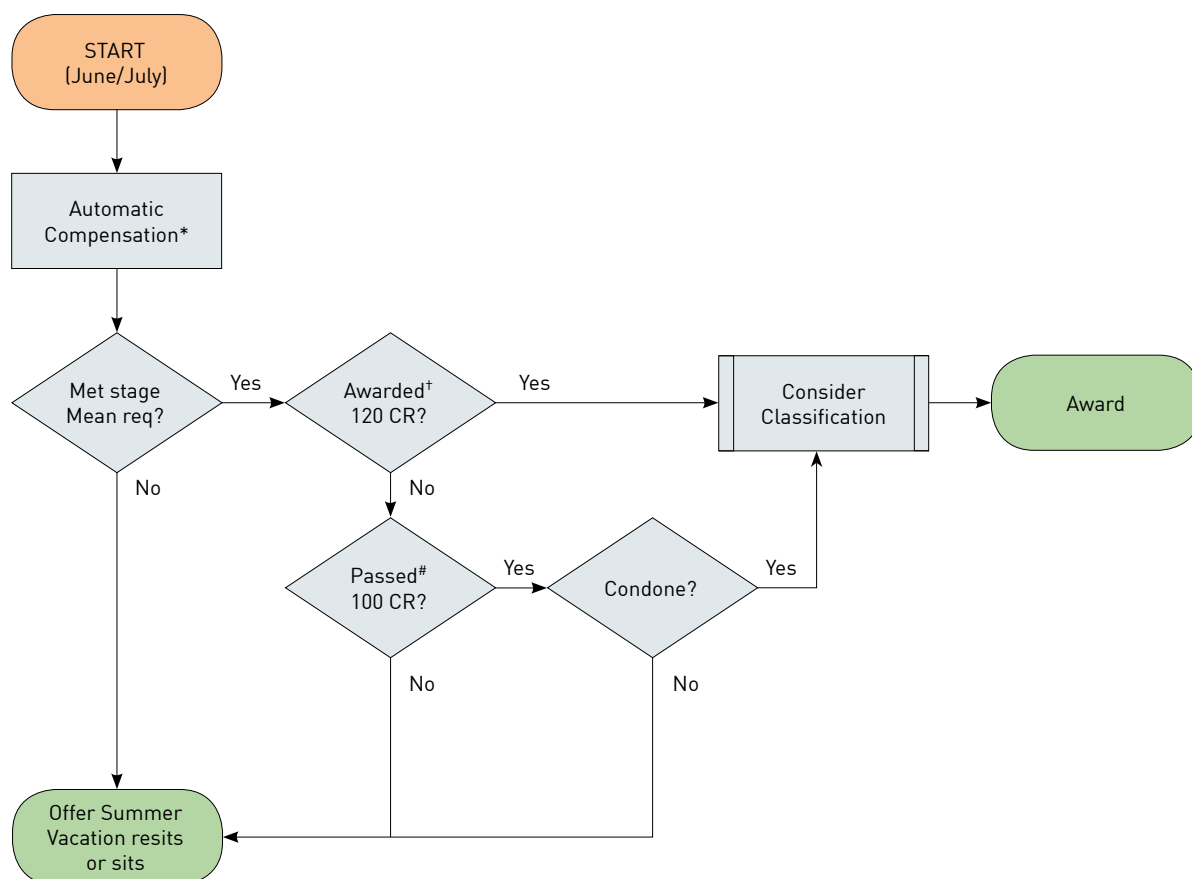 START
(June/July)
Automatic
Compensation*
Met stage
Mean req?
Yes
No
Awarded†
120 CR?
Yes
No
Consider
Classification
Award
Passed#
100 CR?
Yes
No
Condone?
Yes
No
Offer Summer
Vacation resits
or sits